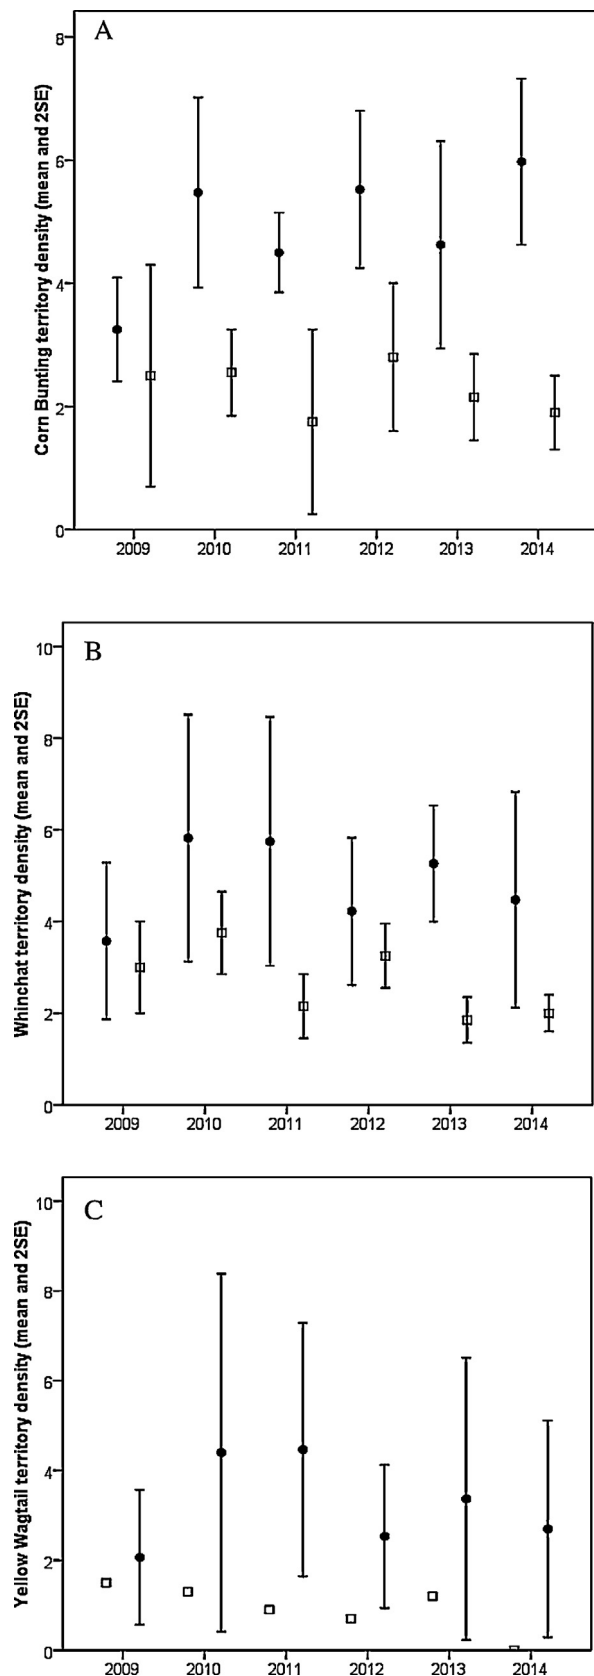 A
Corn Bunting territory density (mean and 2SE)
8
6
4
2
0
2009 2010 2011 2012 2013 2014
B
Whinchat territory density (mean and 2SE)
10
8
6
4
2
0
2009 2010 2011 2012 2013 2014
C
Yellow Wagtail territory density (mean and 2SE)
10
8
6
4
2
0
2009 2010 2011 2012 2013 2014